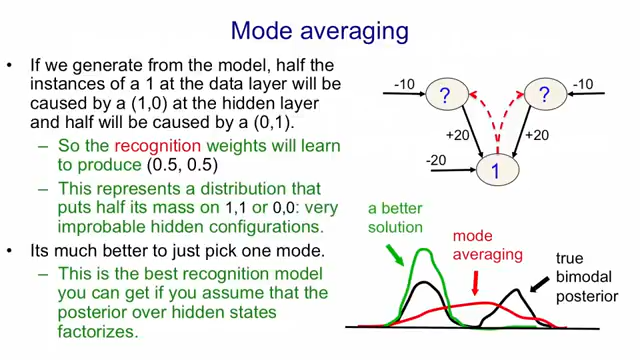 Mode averaging
• If we generate from the model, half the
instances of a 1 at the data layer will be
caused by a (1,0) at the hidden layer
and half will be caused by a (0,1).
– So the recognition weights will learn
to produce (0.5, 0.5)
– This represents a distribution that
puts half its mass on 1,1 or 0,0: very
improbable hidden configurations.
• Its much better to just pick one mode.
– This is the best recognition model
you can get if you assume that the
posterior over hidden states
factorizes.
-10
?
?
-10
+20
+20
-20
1
a better
solution
mode
averaging
true
bimodal
posterior